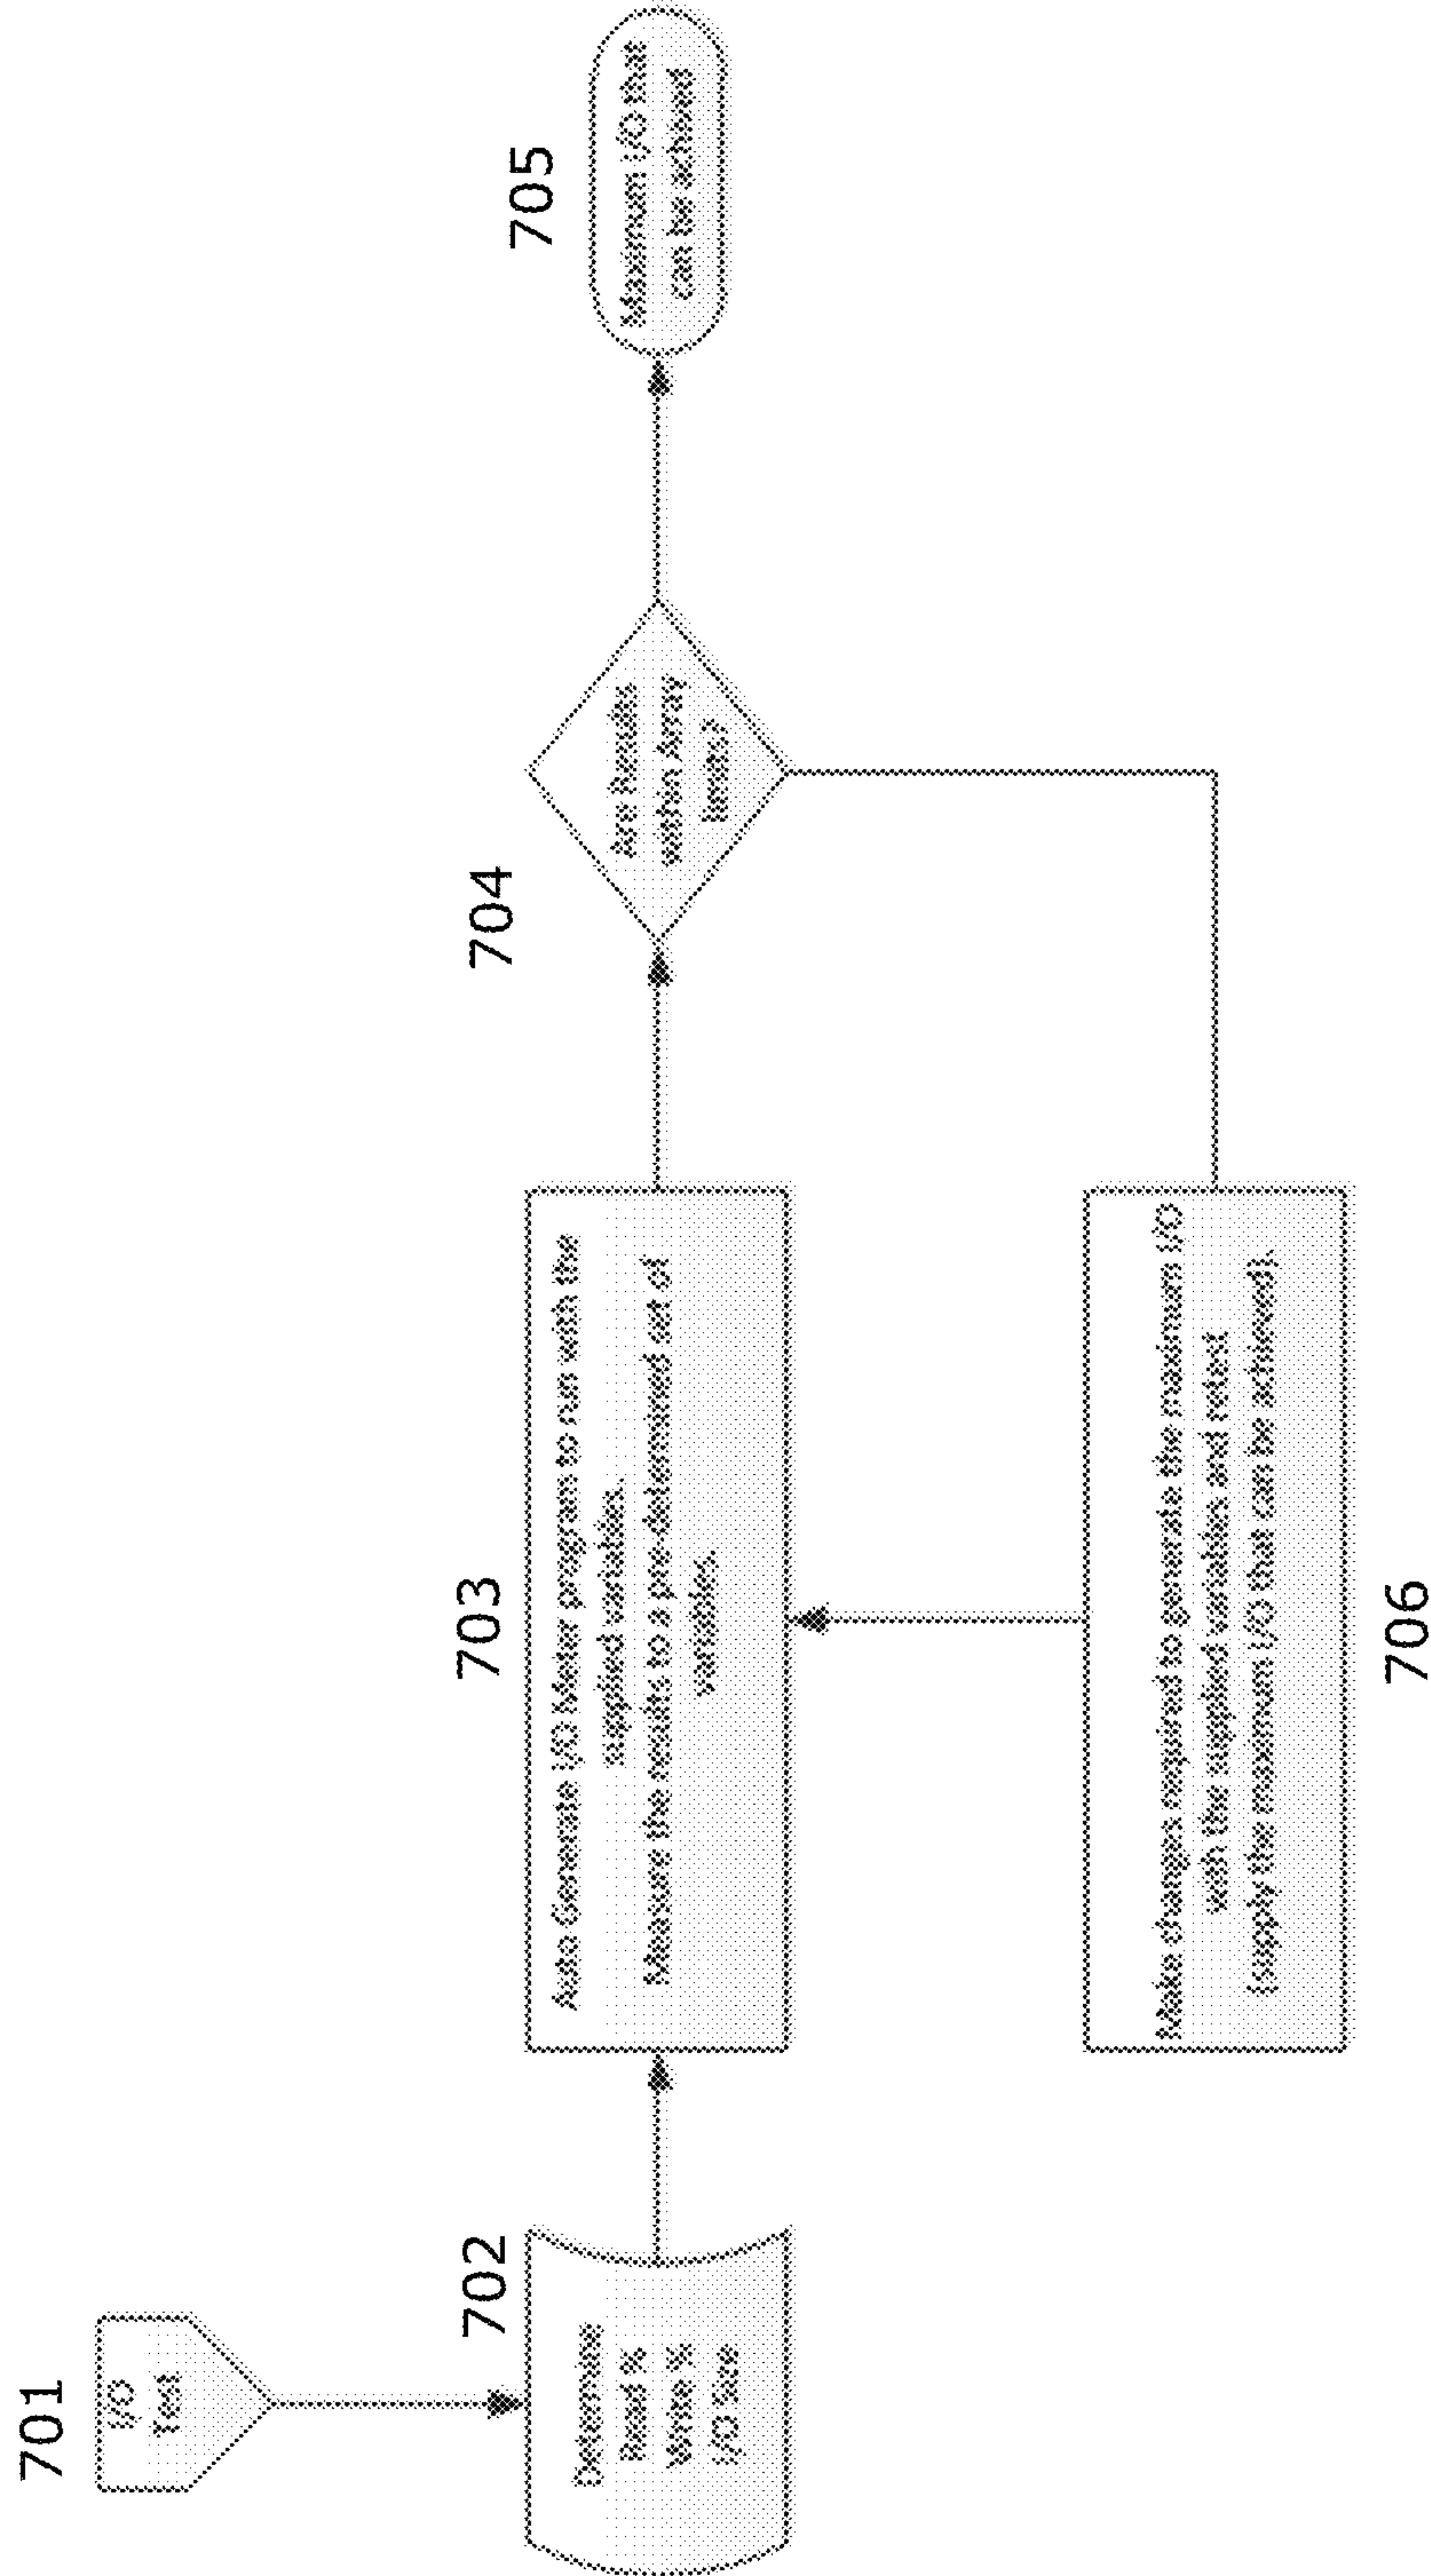 701
I/O
Test
702
Determine
Read %
Write %
I/O Size
703
Auto Generate I/O Meter program to run with the
supplied variables.
Measure the results to a pre-determined set of
variables.
704
Are Results
within Array
limits?
705
Maximum I/O that
can be achieved
Make changes required to generate the maximum I/O
with the supplied variables and retest
(supply the maximum I/O that can be achieved).
706